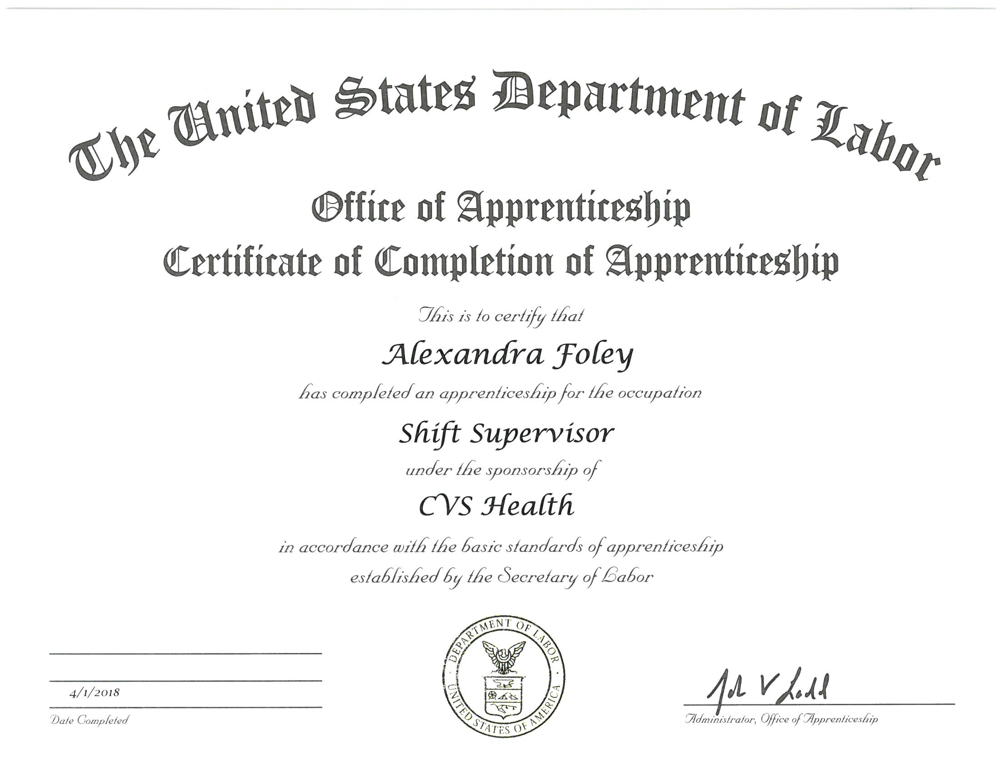 The United States Department of Labor
Office of Apprenticeship
Certificate of Completion of Apprenticeship
This is to certify that
Alexandra Foley
has completed an apprenticeship for the occupation
Shift Supervisor
under the sponsorship of
CVS Health
in accordance with the basic standards of apprenticeship
established by the Secretary of Labor
DEPARTMENT OF LABOR
UNITED STATES OF AMERICA
4/1/2018
Date Completed
John V Ladd
Administrator, Office of Apprenticeship